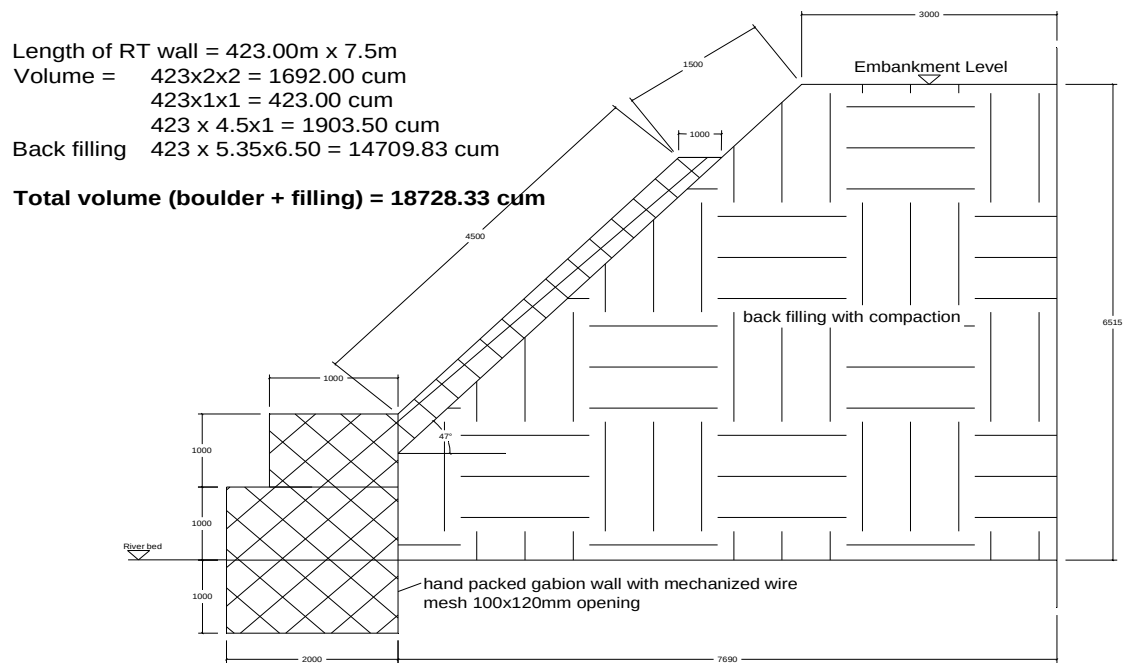 3000
Length of RT wall = 423.00m x 7.5m
Volume = 423x2x2 = 1692.00 cum
423x1x1 = 423.00 cum
423 x 4.5x1 = 1903.50 cum
Back filling 423 x 5.35x6.50 = 14709.83 cum
Total volume (boulder + filling) = 18728.33 cum
1500
Embankment Level
1000
4500
back filling with compaction
6515
1000
47°
1000
1000
River bed
1000
hand packed gabion wall with mechanized wire
mesh 100x120mm opening
2000
7690